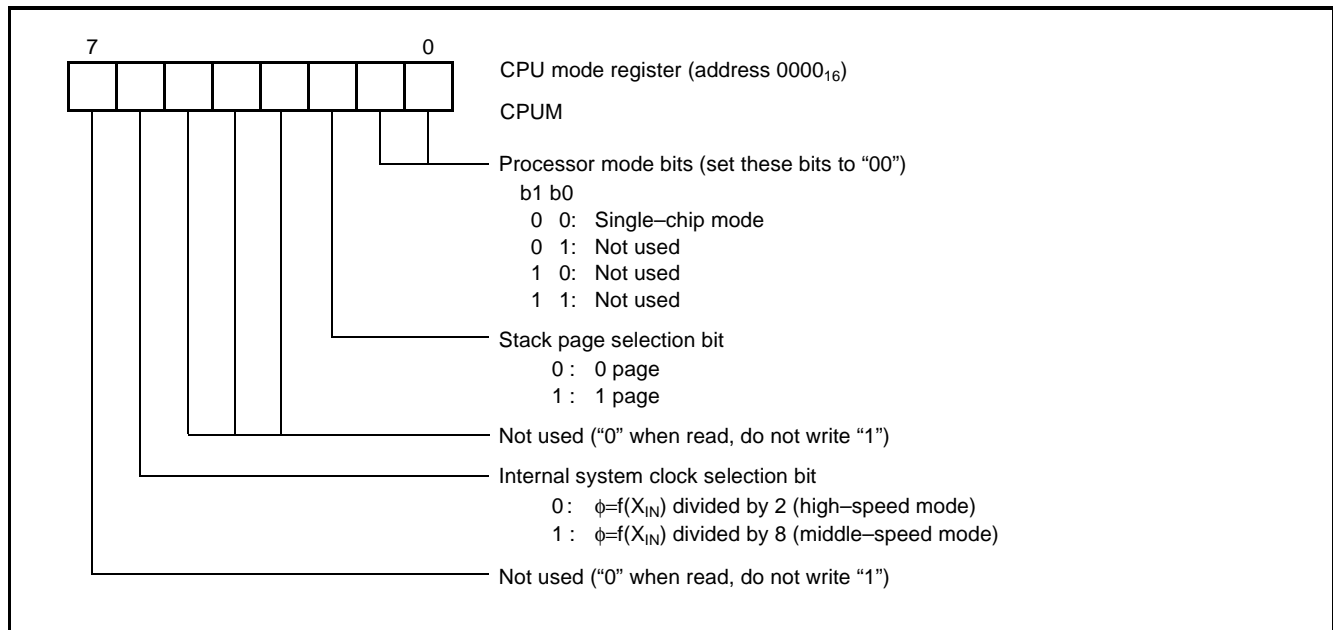 7 0
CPU mode register (address 0000₁₆)
CPUM
Processor mode bits (set these bits to “00”)
b1 b0
0 0: Single–chip mode
0 1: Not used
1 0: Not used
1 1: Not used
Stack page selection bit
0 : 0 page
1 : 1 page
Not used (“0” when read, do not write “1”)
Internal system clock selection bit
0 : ϕ=f(X_IN) divided by 2 (high–speed mode)
1 : ϕ=f(X_IN) divided by 8 (middle–speed mode)
Not used (“0” when read, do not write “1”)